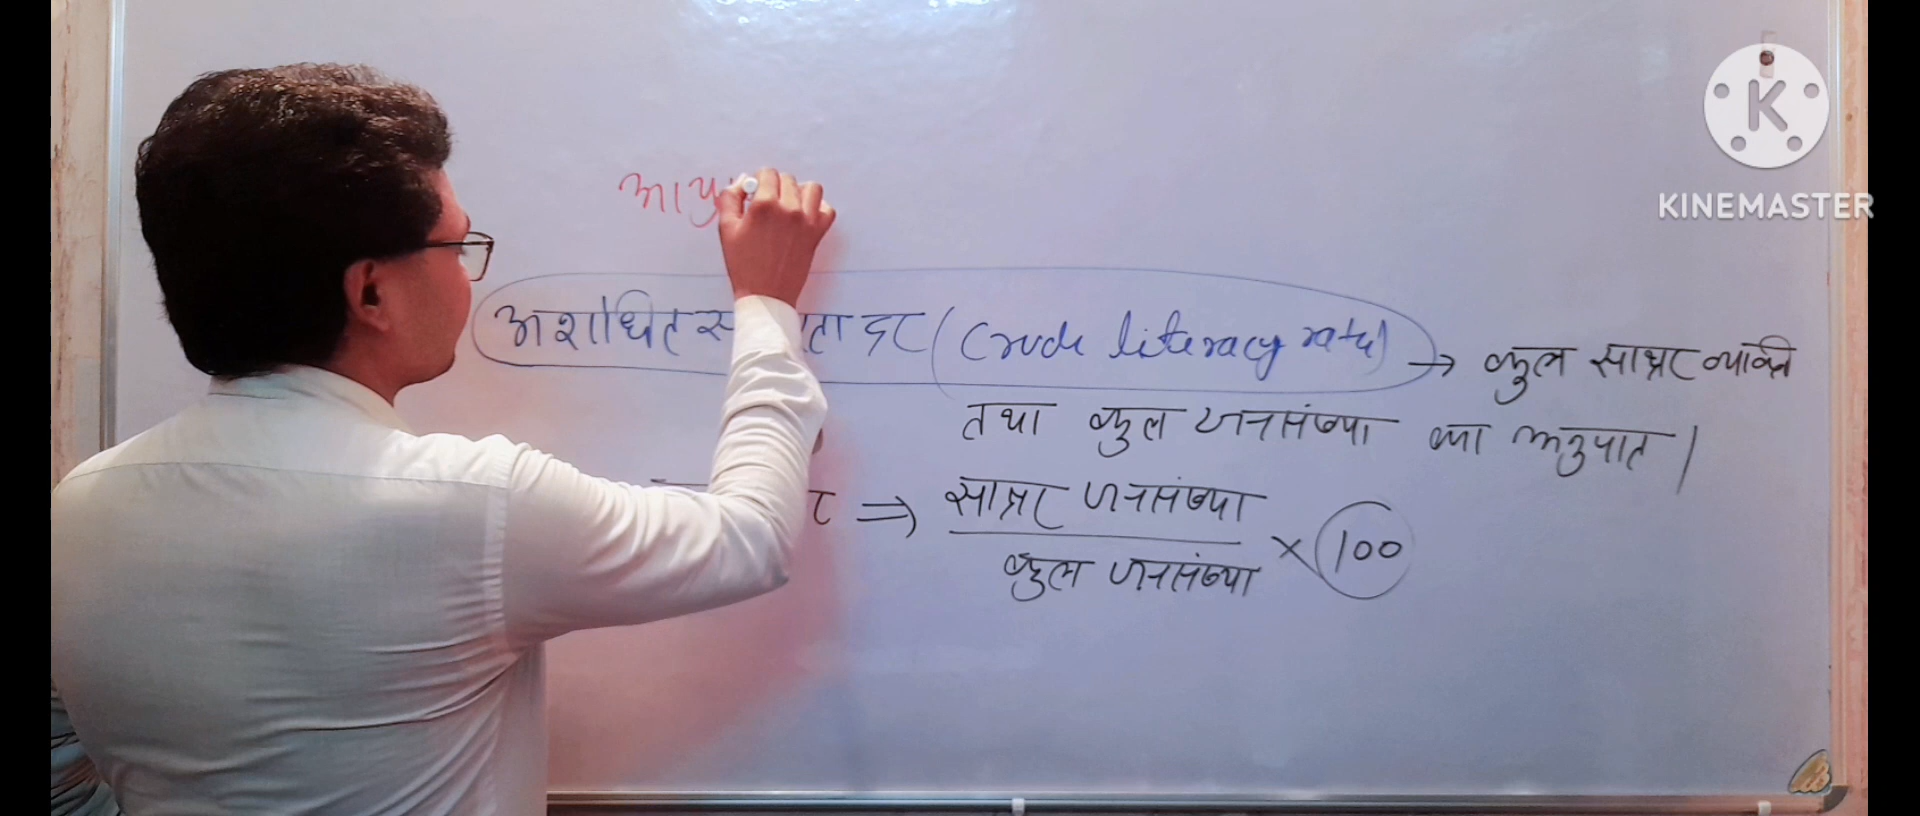 K
KINEMASTER
आयु
अशोधित दर (Crude literacy rate) → कुल साक्षर व्यक्ति
तथा कुल जनसंख्या का अनुपात।
⇒ साक्षर जनसंख्या
कुल जनसंख्या × 100